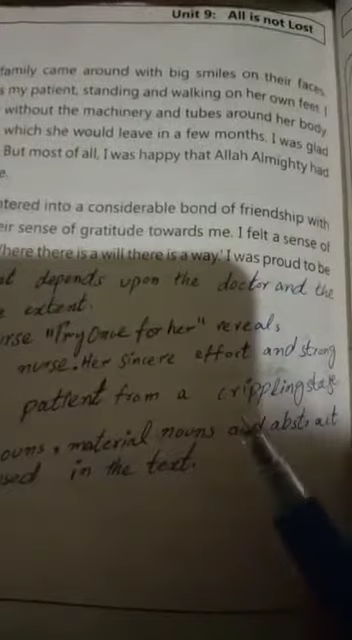 Unit 9: All is not Lost
family came around with big smiles on their faces
my patient, standing and walking on her own feet I
without the machinery and tubes around her body
which she would leave in a few months. I was glad
But most of all, I was happy that Allah Almighty had
ntered into a considerable bond of friendship with
eir sense of gratitude towards me. I felt a sense of
here there is a will there is a way.' I was proud to be
depends upon the doctor and the
extent.
urse "Try Once for her" reveals
nurse. Her sincere effort and strong
patient from a crippling stage
ouns, material nouns and abstract
sed in the text.